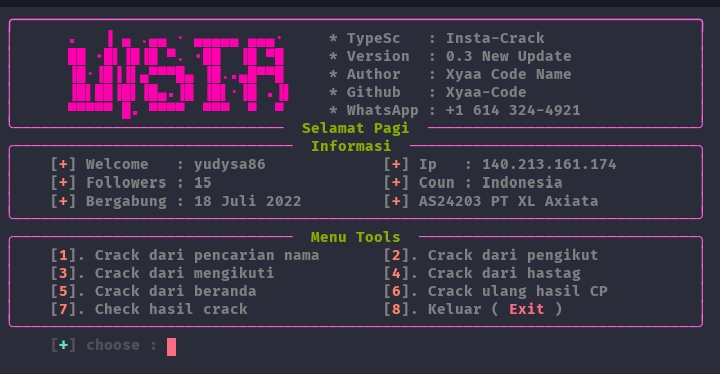 INSTA
* TypeSc : Insta-Crack
* Version : 0.3 New Update
* Author : Xyaa Code Name
* Github : Xyaa-Code
* WhatsApp : +1 614 324-4921
Selamat Pagi
Informasi
[+] Welcome : yudysa86 [+] Ip : 140.213.161.174
[+] Followers : 15 [+] Coun : Indonesia
[+] Bergabung : 18 Juli 2022 [+] AS24203 PT XL Axiata
Menu Tools
[1]. Crack dari pencarian nama [2]. Crack dari pengikut
[3]. Crack dari mengikuti [4]. Crack dari hastag
[5]. Crack dari beranda [6]. Crack ulang hasil CP
[7]. Check hasil crack [8]. Keluar ( Exit )
[+] choose :